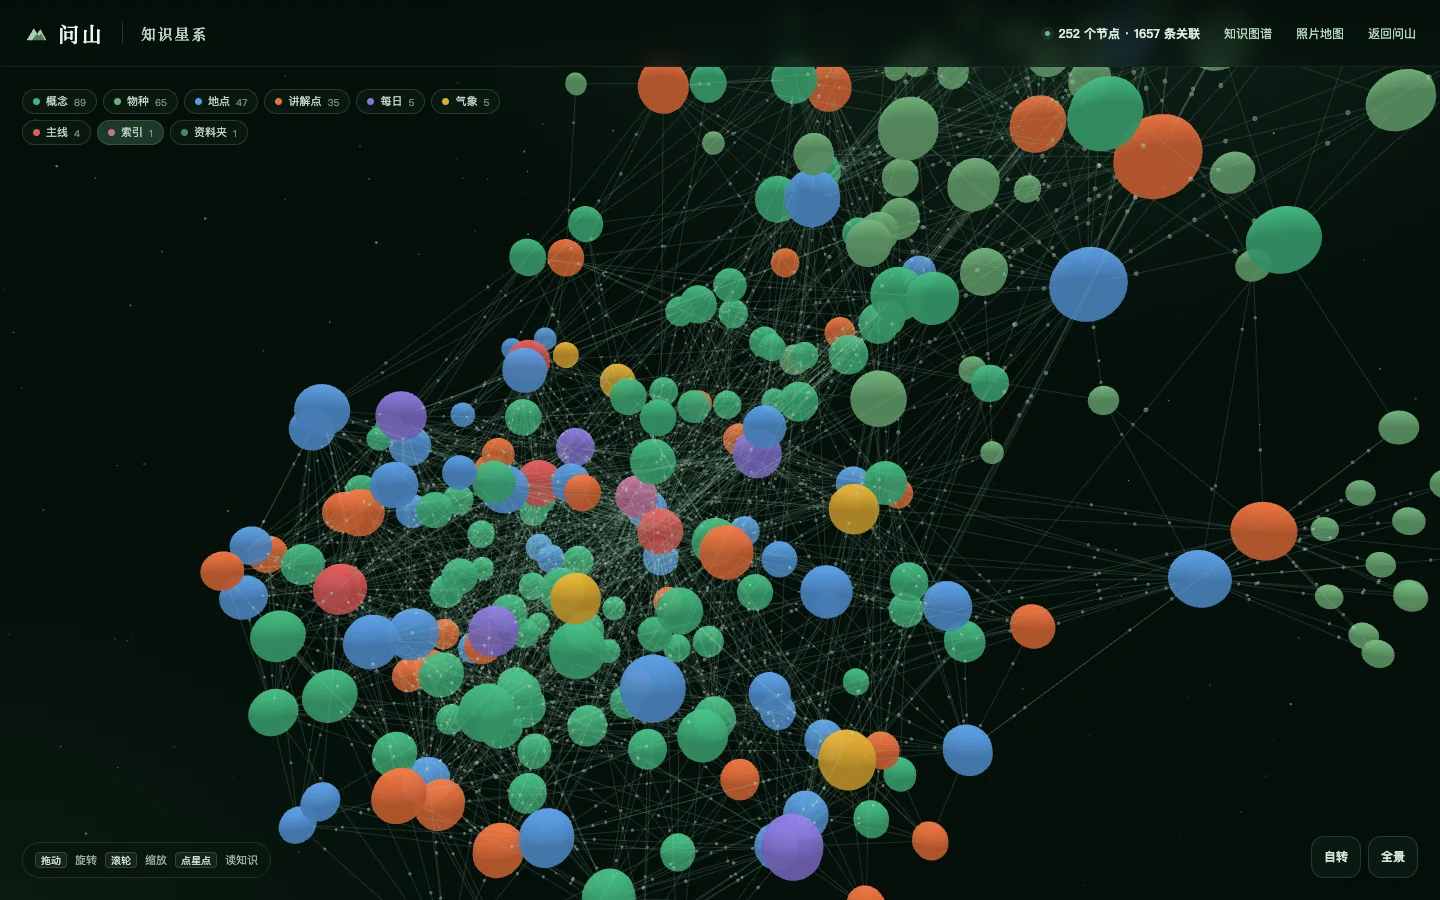 问山 知识星系 252 个节点 · 1657 条关联 知识图谱 照片地图 返回问山
概念 89 物种 65 地点 47 讲解点 35 每日 5 气象 5
主线 4 索引 1 资料夹 1
拖动 旋转 滚轮 缩放 点星点 读知识 自转 全景